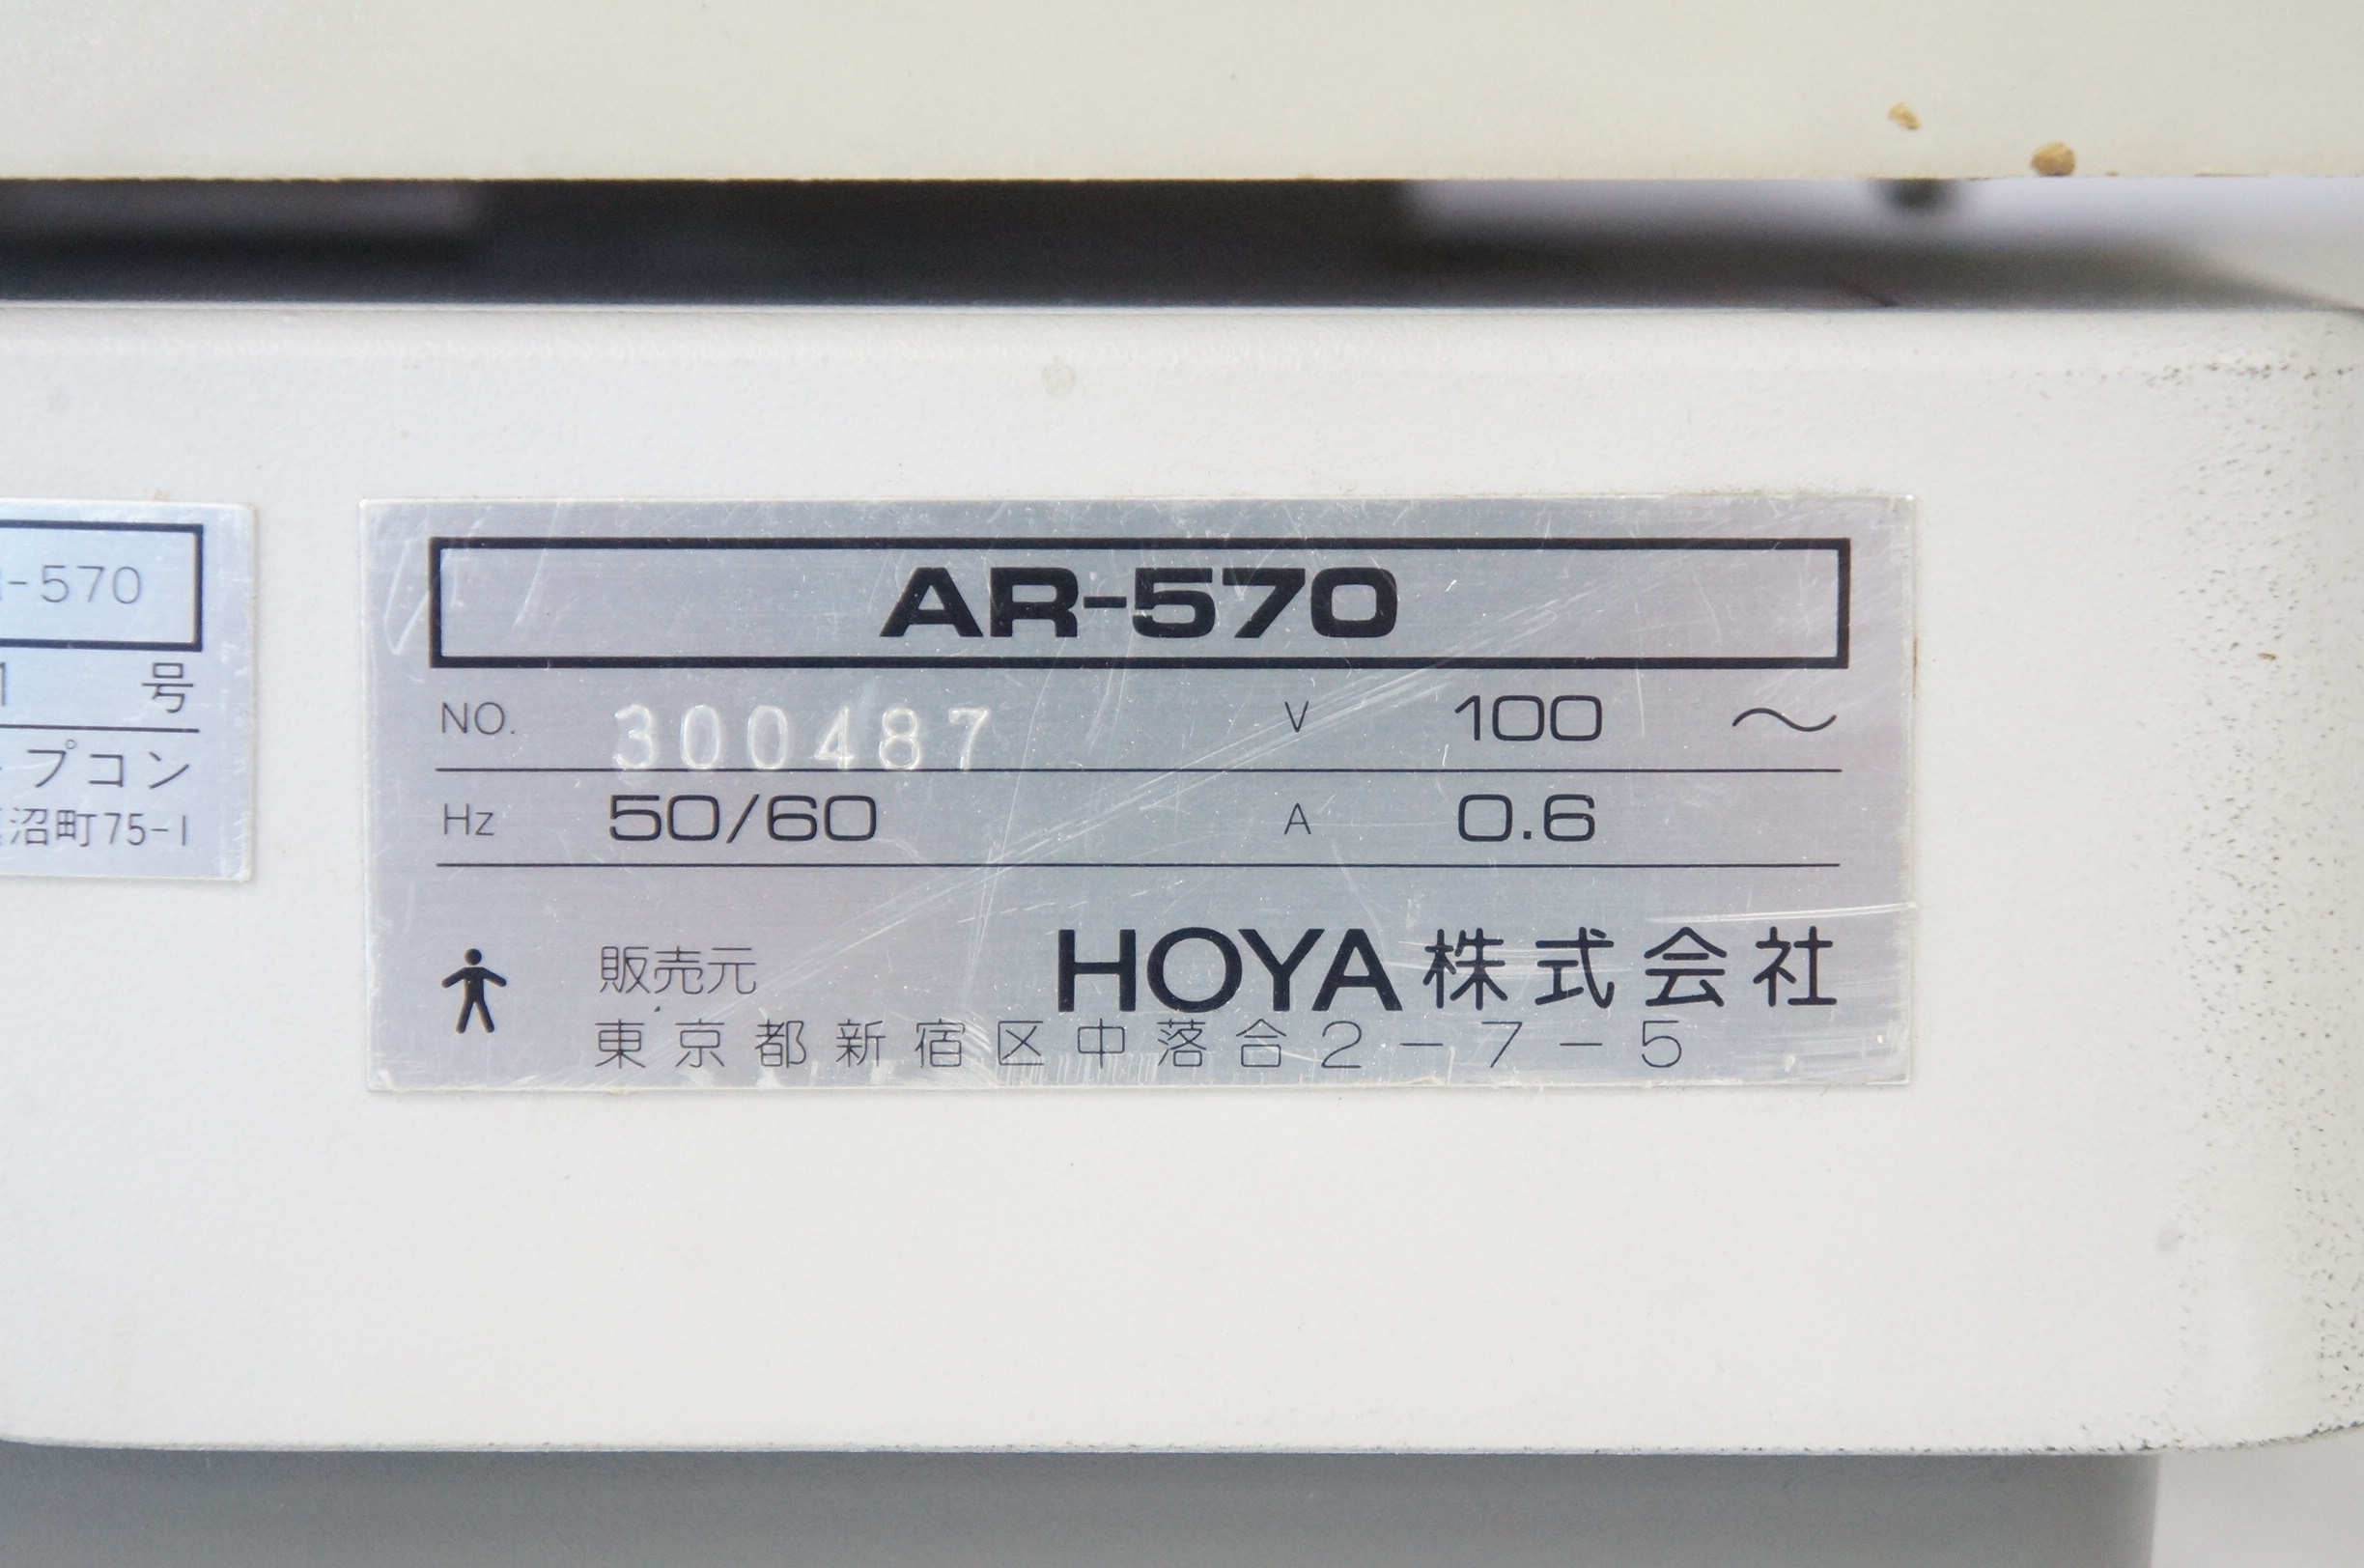 -570
1 号
プコン
沼町75-1
AR-570
NO. 300487 V 100 ～
Hz 50/60 A 0.6
販売元 HOYA株式会社
東京都新宿区中落合2-7-5